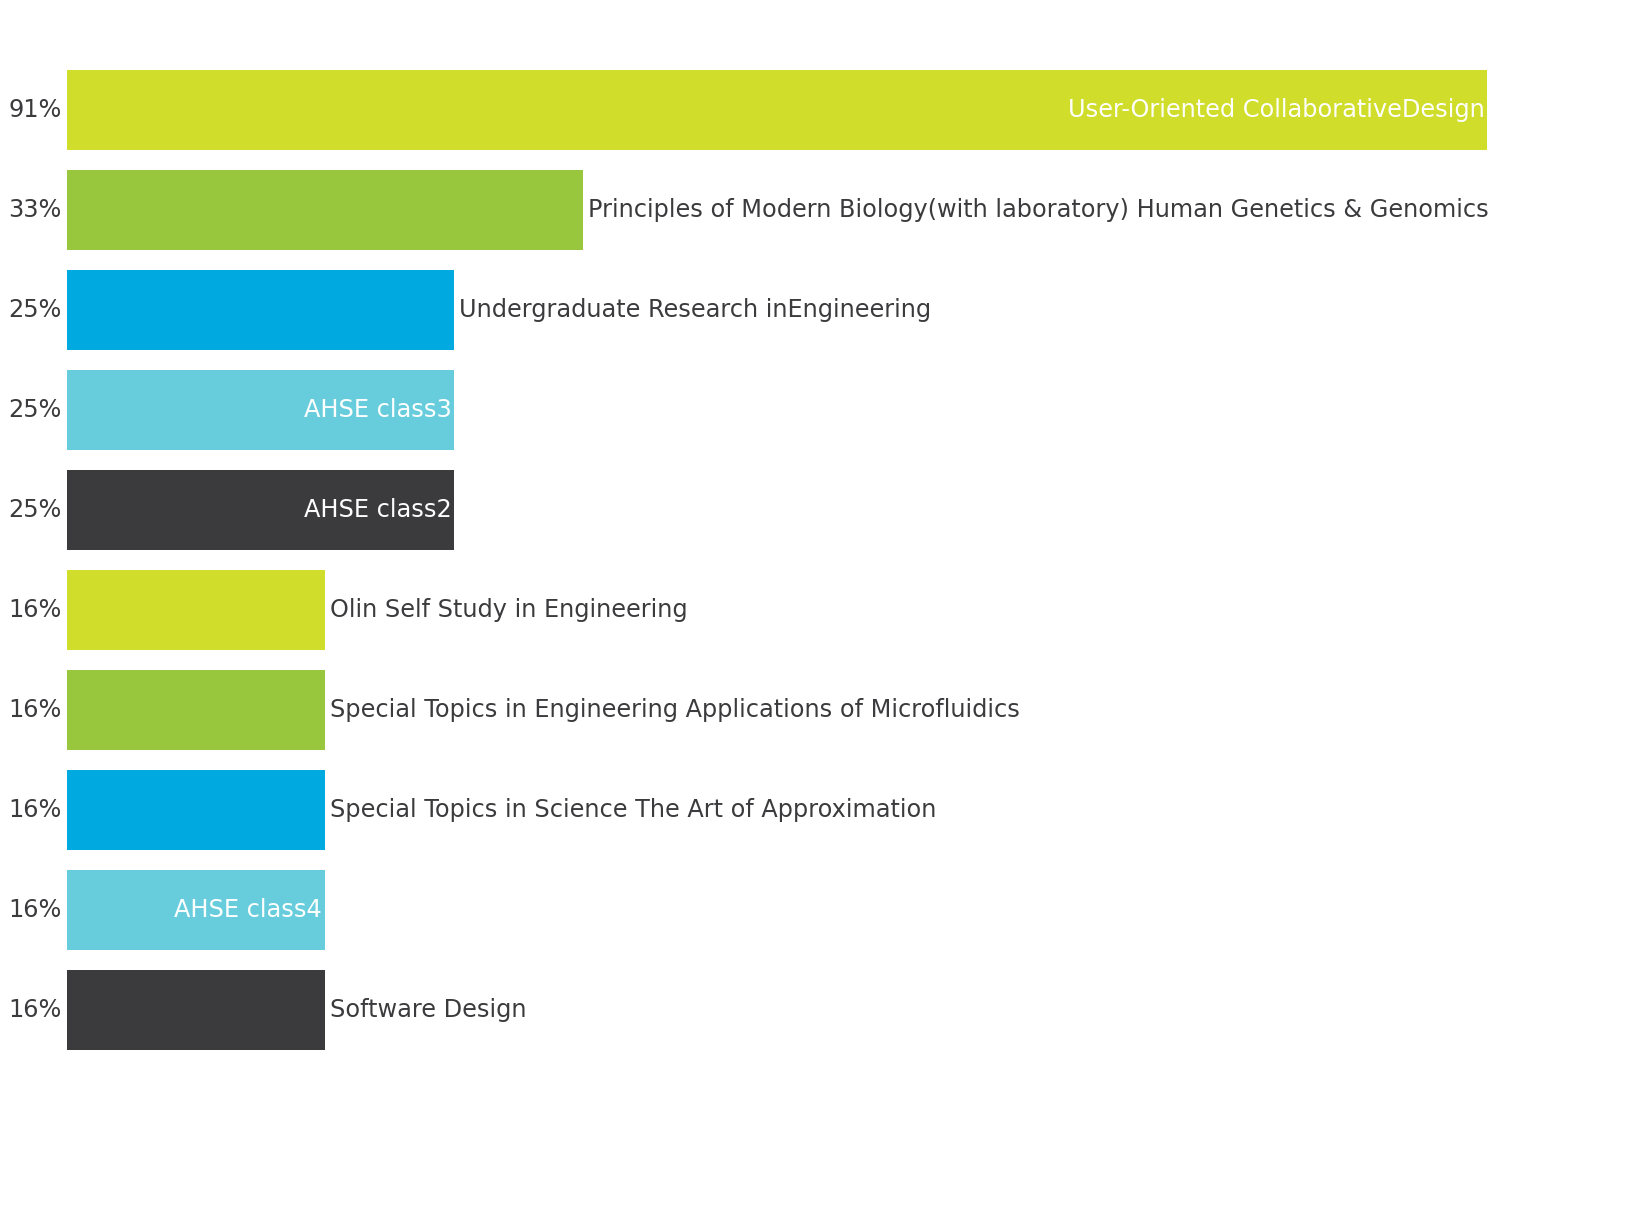 91% User-Oriented CollaborativeDesign
33% Principles of Modern Biology(with laboratory) Human Genetics & Genomics
25% Undergraduate Research inEngineering
25% AHSE class3
25% AHSE class2
16% Olin Self Study in Engineering
16% Special Topics in Engineering Applications of Microfluidics
16% Special Topics in Science The Art of Approximation
16% AHSE class4
16% Software Design